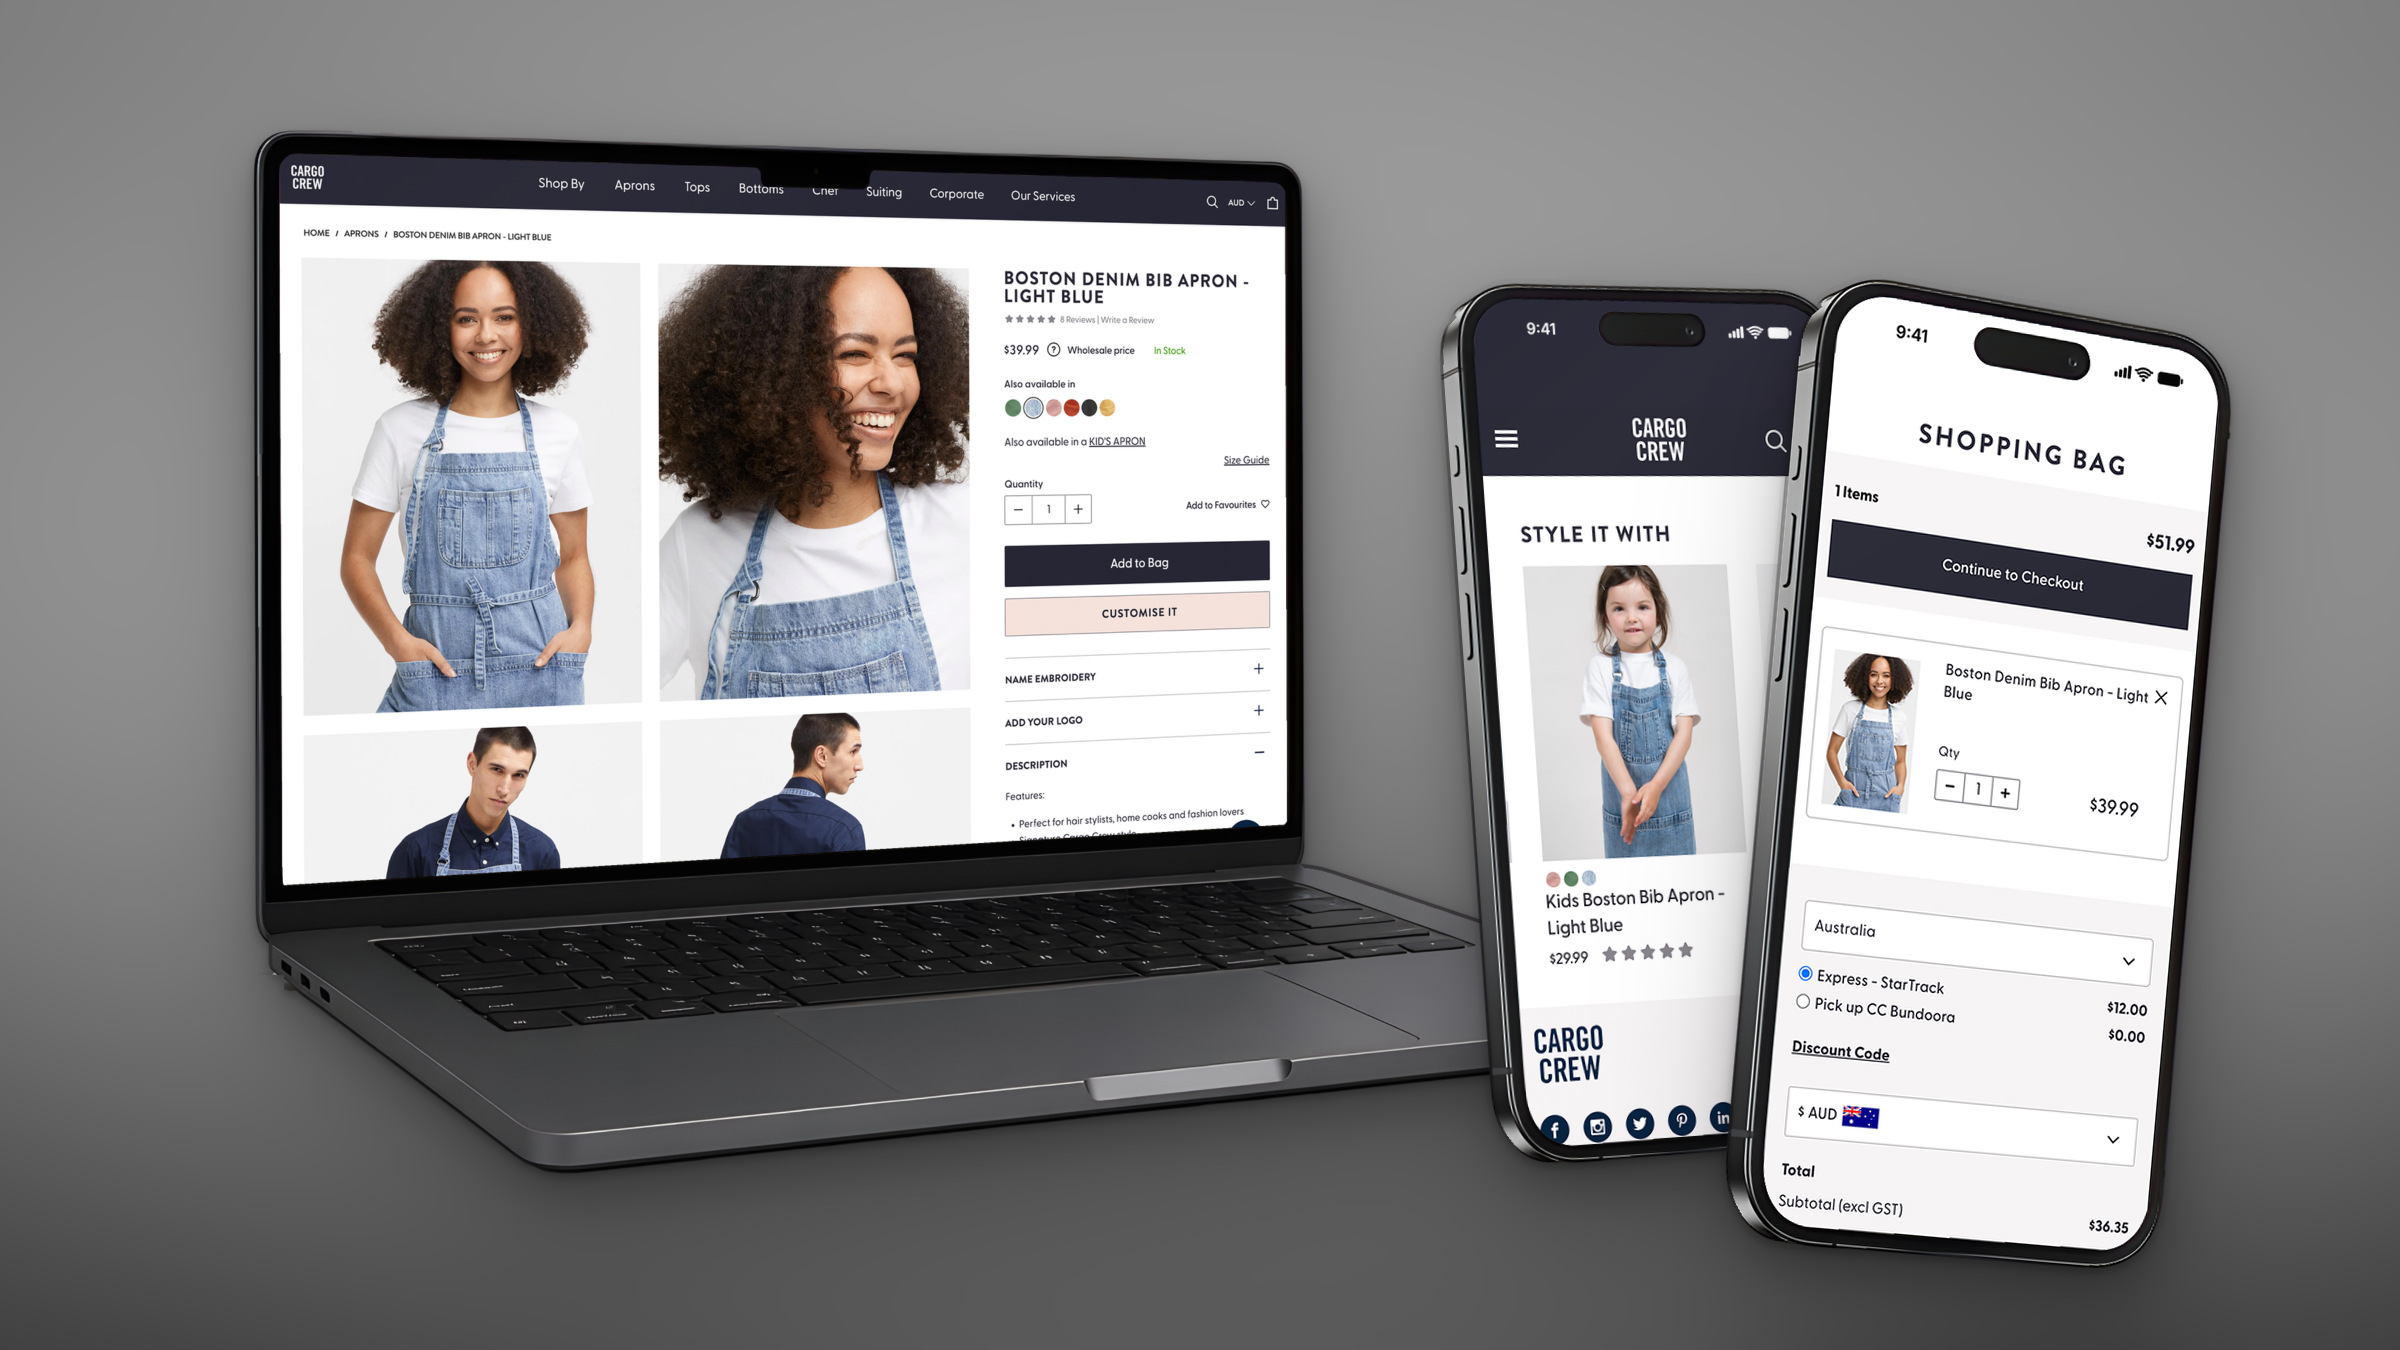 CARGO
CREW
Shop By
Aprons
Tops
Bottoms
Chef
Suiting
Corporate
Our Services
AUD
HOME / APRONS / BOSTON DENIM BIB APRON - LIGHT BLUE
BOSTON DENIM BIB APRON -
LIGHT BLUE
8 Reviews | Write a Review
$39.99 ? Wholesale price In Stock
Also available in
Also available in a KID'S APRON
Size Guide
Quantity
− 1 +
Add to Favourites
Add to Bag
CUSTOMISE IT
NAME EMBROIDERY +
ADD YOUR LOGO +
DESCRIPTION −
Features:
• Perfect for hair stylists, home cooks and fashion lovers
Signature Cargo Crew style
9:41
CARGO
CREW
STYLE IT WITH
Kids Boston Bib Apron -
Light Blue
$29.99
CARGO
CREW
9:41
SHOPPING BAG
1 Items
$51.99
Continue to Checkout
Boston Denim Bib Apron - Light
Blue
Qty
− 1 +
$39.99
Australia
Express - StarTrack
$12.00
Pick up CC Bundoora
$0.00
Discount Code
$ AUD
Total
Subtotal (excl GST)
$36.35